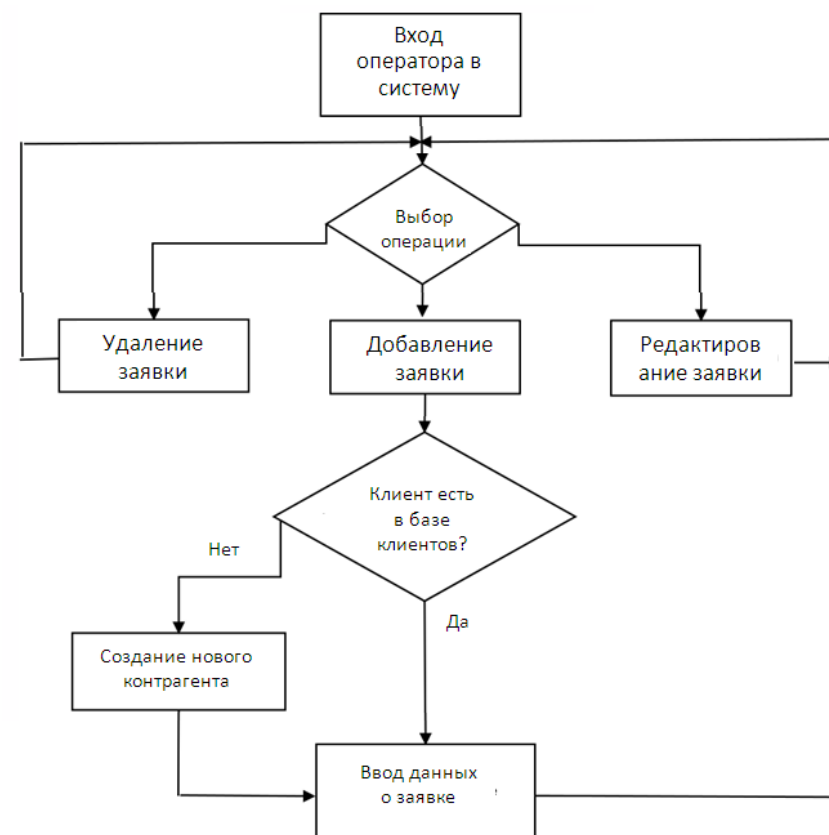 Вход
оператора в
систему
Выбор
операции
Удаление
заявки
Добавление
заявки
Редактиров
ание заявки
Клиент есть
в базе
клиентов?
Нет
Да
Создание нового
контрагента
Ввод данных
о заявке